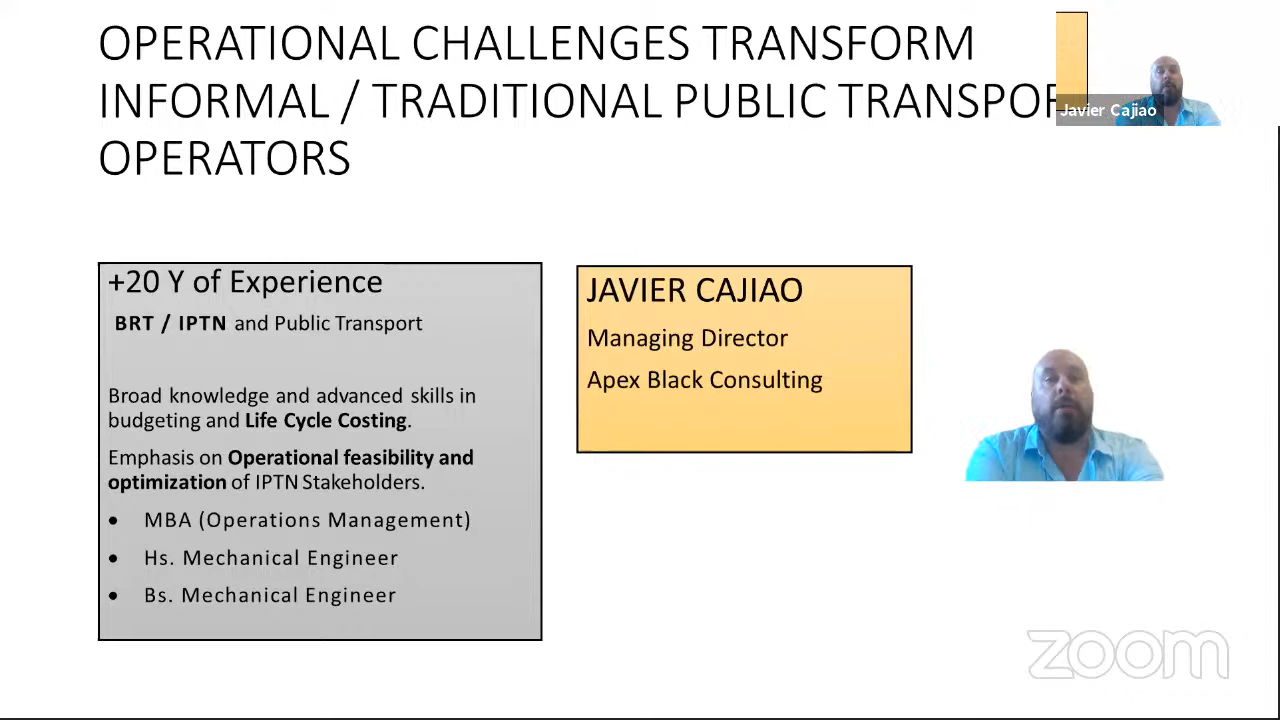 OPERATIONAL CHALLENGES TRANSFORM
INFORMAL / TRADITIONAL PUBLIC
OPERATORS
Javier Cajiao
+20 Y of Experience
BRT / IPTN and Public Transport
Broad knowledge and advanced skills in
budgeting and Life Cycle Costing.
Emphasis on Operational feasibility and
optimization of IPTN Stakeholders.
• MBA (Operations Management)
• Hs. Mechanical Engineer
• Bs. Mechanical Engineer
JAVIER CAJIAO
Managing Director
Apex Black Consulting
zoom